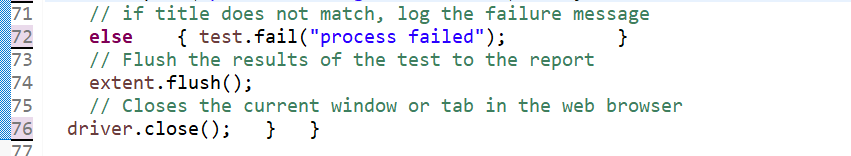 71 // if title does not match, log the failure message
72 else { test.fail("process failed"); }
73 // Flush the results of the test to the report
74 extent.flush();
75 // Closes the current window or tab in the web browser
76 driver.close(); } }
77